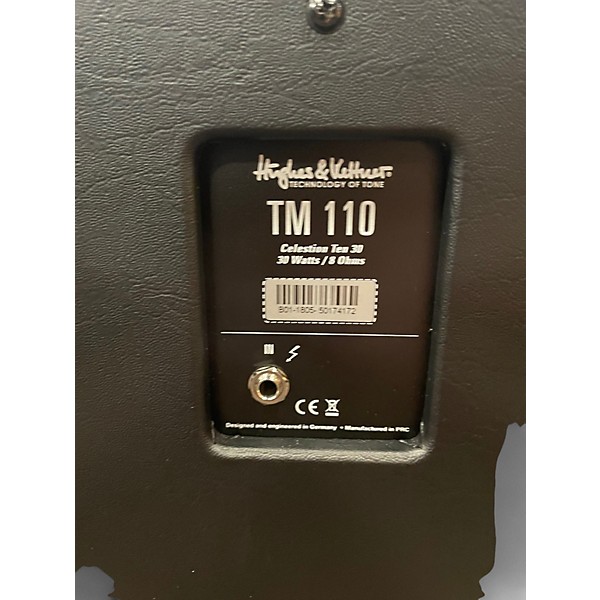 Hughes & Kettner®
TECHNOLOGY OF TONE
TM 110
Celestion Ten 30
30 Watts / 8 Ohms
B01-1805-50174172
CE
Designed and engineered in Germany • Manufactured in PRC